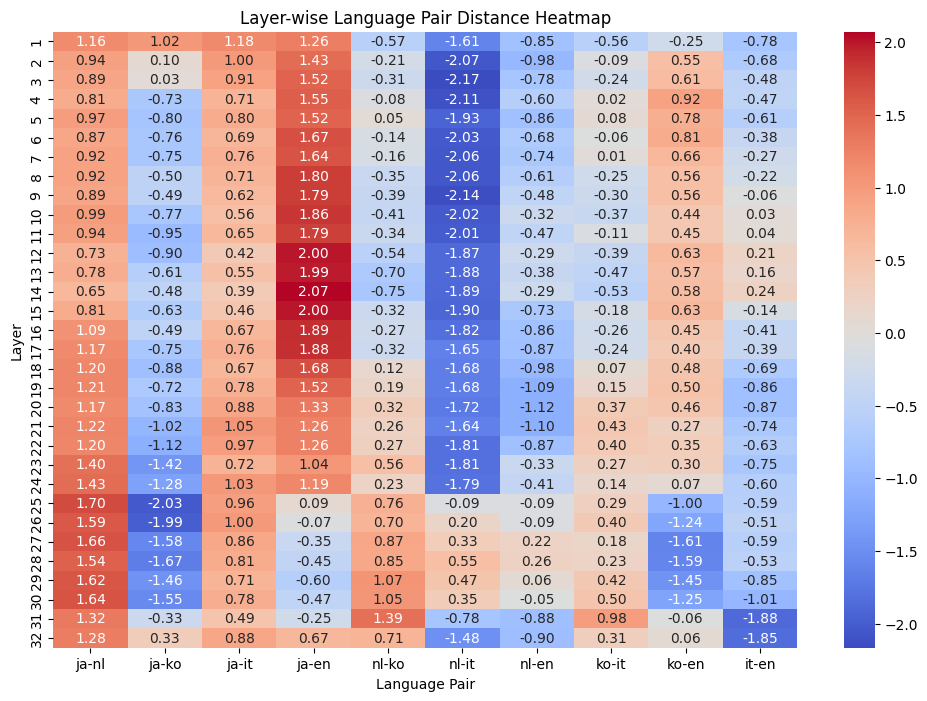 Layer-wise Language Pair Distance Heatmap
1 1.16 1.02 1.18 1.26 -0.57 -1.61 -0.85 -0.56 -0.25 -0.78
2 0.94 0.10 1.00 1.43 -0.21 -2.07 -0.98 -0.09 0.55 -0.68
3 0.89 0.03 0.91 1.52 -0.31 -2.17 -0.78 -0.24 0.61 -0.48
4 0.81 -0.73 0.71 1.55 -0.08 -2.11 -0.60 0.02 0.92 -0.47
5 0.97 -0.80 0.80 1.52 0.05 -1.93 -0.86 0.08 0.78 -0.61
6 0.87 -0.76 0.69 1.67 -0.14 -2.03 -0.68 -0.06 0.81 -0.38
7 0.92 -0.75 0.76 1.64 -0.16 -2.06 -0.74 0.01 0.66 -0.27
8 0.92 -0.50 0.71 1.80 -0.35 -2.06 -0.61 -0.25 0.56 -0.22
9 0.89 -0.49 0.62 1.79 -0.39 -2.14 -0.48 -0.30 0.56 -0.06
10 0.99 -0.77 0.56 1.86 -0.41 -2.02 -0.32 -0.37 0.44 0.03
11 0.94 -0.95 0.65 1.79 -0.34 -2.01 -0.47 -0.11 0.45 0.04
12 0.73 -0.90 0.42 2.00 -0.54 -1.87 -0.29 -0.39 0.63 0.21
13 0.78 -0.61 0.55 1.99 -0.70 -1.88 -0.38 -0.47 0.57 0.16
14 0.65 -0.48 0.39 2.07 -0.75 -1.89 -0.29 -0.53 0.58 0.24
15 0.81 -0.63 0.46 2.00 -0.32 -1.90 -0.73 -0.18 0.63 -0.14
16 1.09 -0.49 0.67 1.89 -0.27 -1.82 -0.86 -0.26 0.45 -0.41
17 1.17 -0.75 0.76 1.88 -0.32 -1.65 -0.87 -0.24 0.40 -0.39
18 1.20 -0.88 0.67 1.68 0.12 -1.68 -0.98 0.07 0.48 -0.69
19 1.21 -0.72 0.78 1.52 0.19 -1.68 -1.09 0.15 0.50 -0.86
20 1.17 -0.83 0.88 1.33 0.32 -1.72 -1.12 0.37 0.46 -0.87
21 1.22 -1.02 1.05 1.26 0.26 -1.64 -1.10 0.43 0.27 -0.74
22 1.20 -1.12 0.97 1.26 0.27 -1.81 -0.87 0.40 0.35 -0.63
23 1.40 -1.42 0.72 1.04 0.56 -1.81 -0.33 0.27 0.30 -0.75
24 1.43 -1.28 1.03 1.19 0.23 -1.79 -0.41 0.14 0.07 -0.60
25 1.70 -2.03 0.96 0.09 0.76 -0.09 -0.09 0.29 -1.00 -0.59
26 1.59 -1.99 1.00 -0.07 0.70 0.20 -0.09 0.40 -1.24 -0.51
27 1.66 -1.58 0.86 -0.35 0.87 0.33 0.22 0.18 -1.61 -0.59
28 1.54 -1.67 0.81 -0.45 0.85 0.55 0.26 0.23 -1.59 -0.53
29 1.62 -1.46 0.71 -0.60 1.07 0.47 0.06 0.42 -1.45 -0.85
30 1.64 -1.55 0.78 -0.47 1.05 0.35 -0.05 0.50 -1.25 -1.01
31 1.32 -0.33 0.49 -0.25 1.39 -0.78 -0.88 0.98 -0.06 -1.88
32 1.28 0.33 0.88 0.67 0.71 -1.48 -0.90 0.31 0.06 -1.85
ja-nl ja-ko ja-it ja-en nl-ko nl-it nl-en ko-it ko-en it-en
Language Pair
Layer
2.0
1.5
1.0
0.5
0.0
−0.5
−1.0
−1.5
−2.0